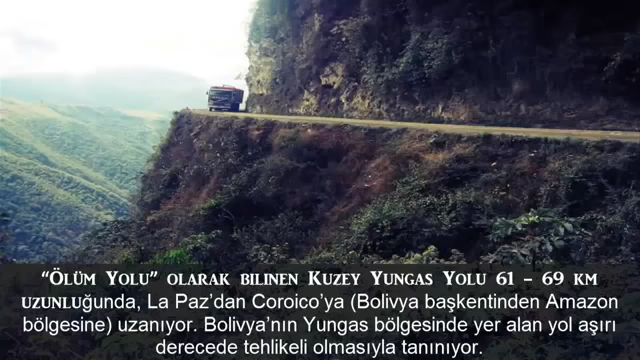 “Ölüm Yolu” olarak bilinen Kuzey Yungas Yolu 61 – 69 km
uzunluğunda, La Paz’dan Coroico’ya (Bolivya başkentinden Amazon
bölgesine) uzanıyor. Bolivya’nın Yungas bölgesinde yer alan yol aşırı
derecede tehlikeli olmasıyla tanınıyor.